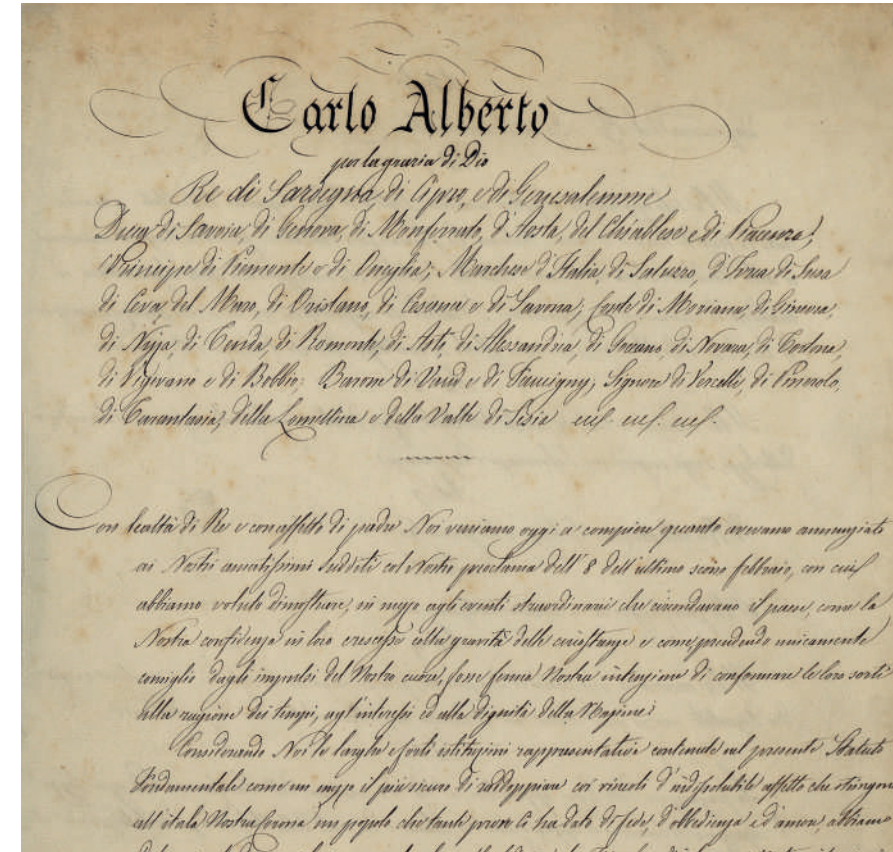 Carlo Alberto
per la grazia di Dio
Re di Sardegna, di Cipro, e di Gerusalemme
Duca di Savoia, di Genova, di Monferrato, d'Aosta, del Chiablese e di Piacenza;
Principe di Piemonte e di Oneglia; Marchese d'Italia, di Saluzzo, d'Ivrea, di Susa
di Ceva, del Maro, di Oristano, di Cesana e di Savona; Conte di Moriana, di Ginevra,
di Nizza, di Tenda, di Romonte, di Asti, di Alessandria, di Goceano, di Novara, di Tortona,
di Vigevano e di Bobbio; Barone di Vaud e di Faucigny; Signore di Vercelli, di Pinerolo,
di Tarantasia, della Lomellina e della Valle di Sesia ecc. ecc. ecc.
Con lealtà di Re e con affetto di padre Noi veniamo oggi a compiere quanto avevamo annunziato
ai Nostri amatissimi sudditi col Nostro proclama dell' 8 dell'ultimo scorso febbraio, con cui
abbiamo voluto dimostrare, in mezzo agli eventi straordinarii che circondavano il paese, come la
Nostra confidenza in loro crescesse colla gravità delle circostanze e come prendendo unicamente
consiglio dagli impulsi del Nostro cuore, fosse ferma Nostra intenzione di conformare le loro sorti
alla ragione dei tempi, agl'interessi ed alla dignità della Nazione.
Considerando Noi le larghe e forti istituzioni rappresentative contenute nel presente Statuto
Fondamentale come un mezzo il più sicuro di raddoppiare coi vincoli d'indissolubile affetto che stringono
all'itala Nostra Corona un popolo che tante prove Ci ha dato di fede, d'obbedienza e d'amore, abbiamo